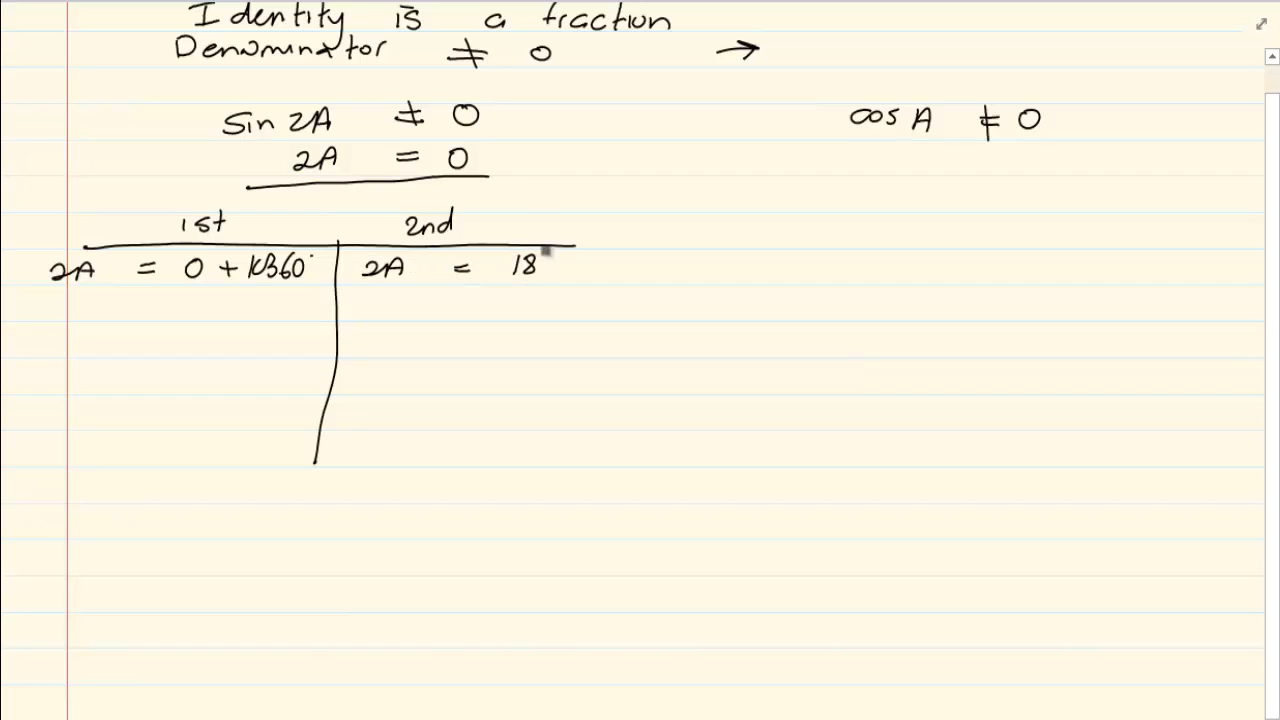 Identity is a fraction
Denominator ≠ 0 →
sin 2A ≠ 0
2A = 0
cos A ≠ 0
1st 2nd
2A = 0 + k360° 2A = 18